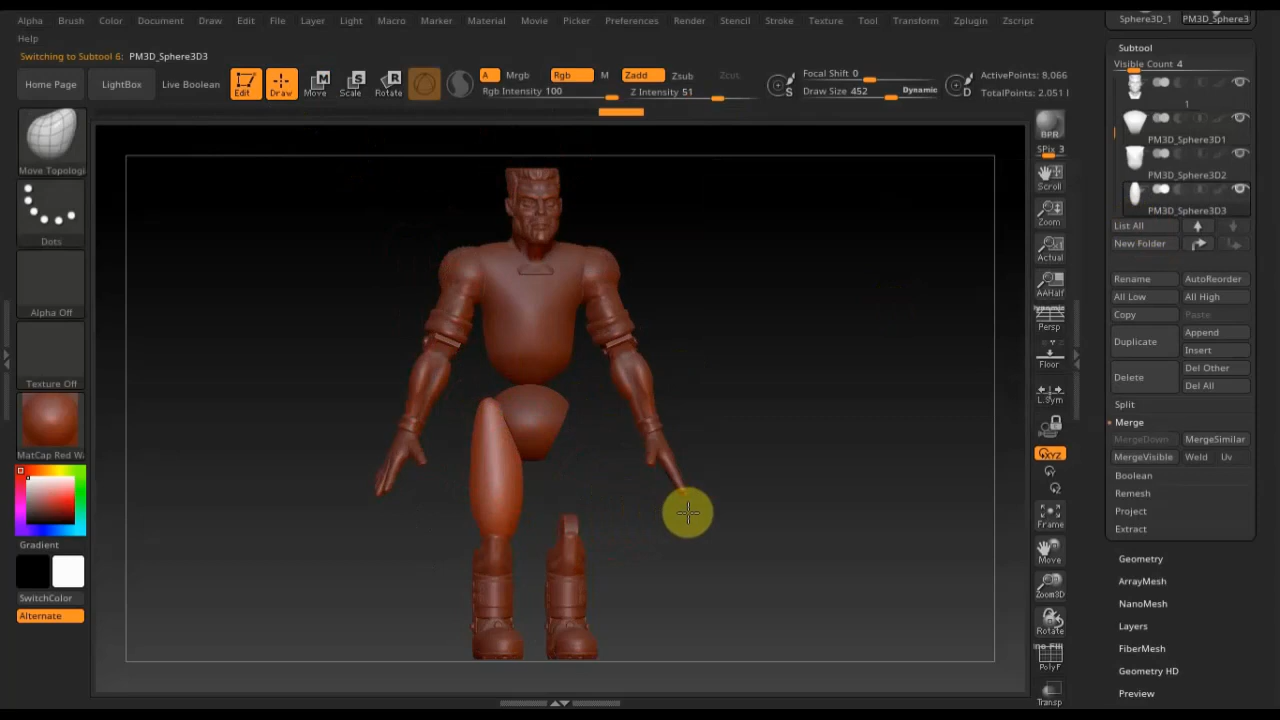 Alpha Brush Color Document Draw Edit File Layer Light Macro Marker Material Movie Picker Preferences Render Stencil Stroke Texture Tool Transform Zplugin Zscript
Help
Sphere3D_1 PM3D_Sphere3
Switching to Subtool 6: PM3D_Sphere3D3
Subtool
Visible Count 4
Home Page LightBox Live Boolean Edit Draw Move Scale Rotate
M S R
A Mrgb Rgb M Zadd Zsub Zcut
Rgb Intensity 100 Z Intensity 51
Focal Shift 0
Draw Size 452 Dynamic
S D
ActivePoints: 8,066
TotalPoints: 2.051 l
1
PM3D_Sphere3D1
PM3D_Sphere3D2
PM3D_Sphere3D3
Move Topologi
Dots
Alpha Off
Texture Off
MatCap Red Wa
Gradient
SwitchColor
Alternate
BPR
SPix 3
Scroll
Zoom
Actual
AAHalf
Dynamic
Persp
Floor
L.Sym
XYZ
Y
Z
Frame
Move
Zoom3D
Rotate
PolyF
Transp
List All
New Folder
Rename AutoReorder
All Low All High
Copy Paste
Duplicate Append
Insert
Delete Del Other
Del All
Split
Merge
MergeDown MergeSimilar
MergeVisible Weld Uv
Boolean
Remesh
Project
Extract
Geometry
ArrayMesh
NanoMesh
Layers
FiberMesh
Geometry HD
Preview